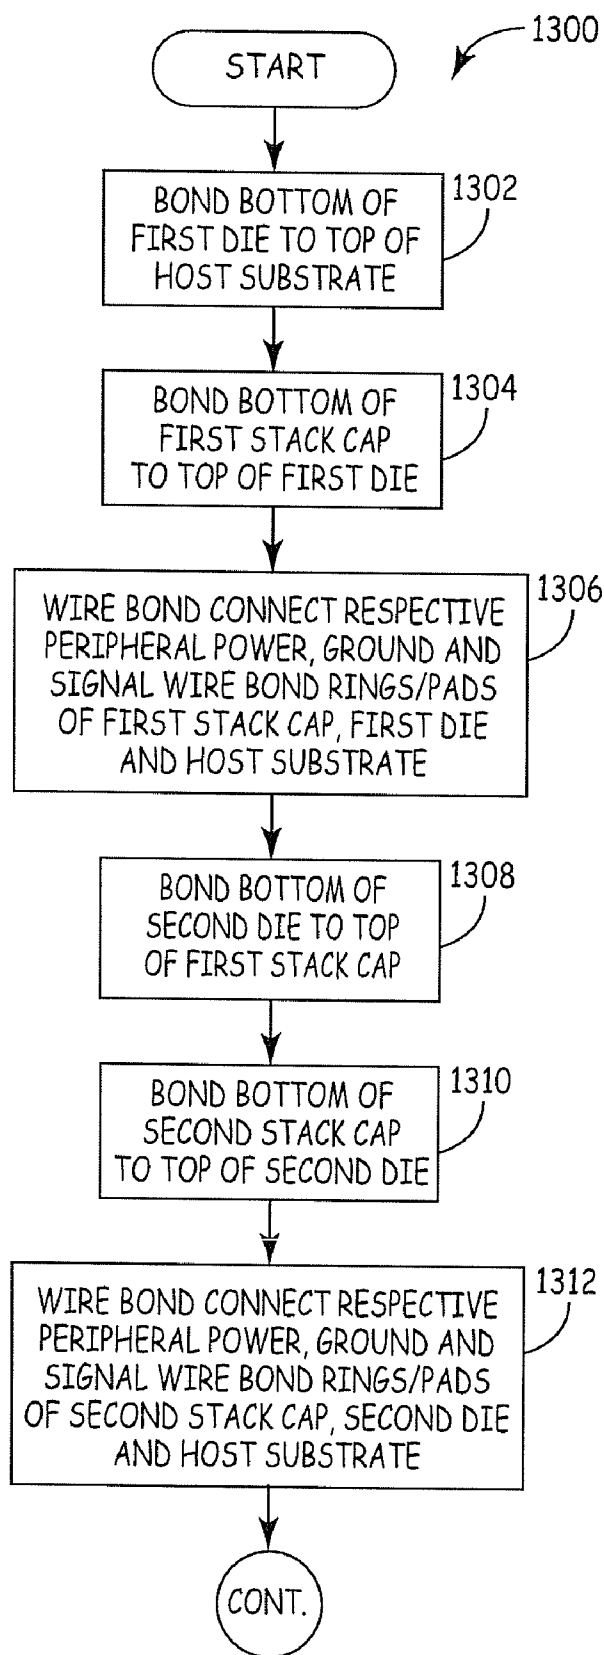 1300
START
1302
BOND BOTTOM OF
FIRST DIE TO TOP OF
HOST SUBSTRATE
1304
BOND BOTTOM OF
FIRST STACK CAP
TO TOP OF FIRST DIE
1306
WIRE BOND CONNECT RESPECTIVE
PERIPHERAL POWER, GROUND AND
SIGNAL WIRE BOND RINGS/PADS
OF FIRST STACK CAP, FIRST DIE
AND HOST SUBSTRATE
1308
BOND BOTTOM OF
SECOND DIE TO TOP
OF FIRST STACK CAP
1310
BOND BOTTOM OF
SECOND STACK CAP
TO TOP OF SECOND DIE
1312
WIRE BOND CONNECT RESPECTIVE
PERIPHERAL POWER, GROUND AND
SIGNAL WIRE BOND RINGS/PADS
OF SECOND STACK CAP, SECOND DIE
AND HOST SUBSTRATE
CONT.